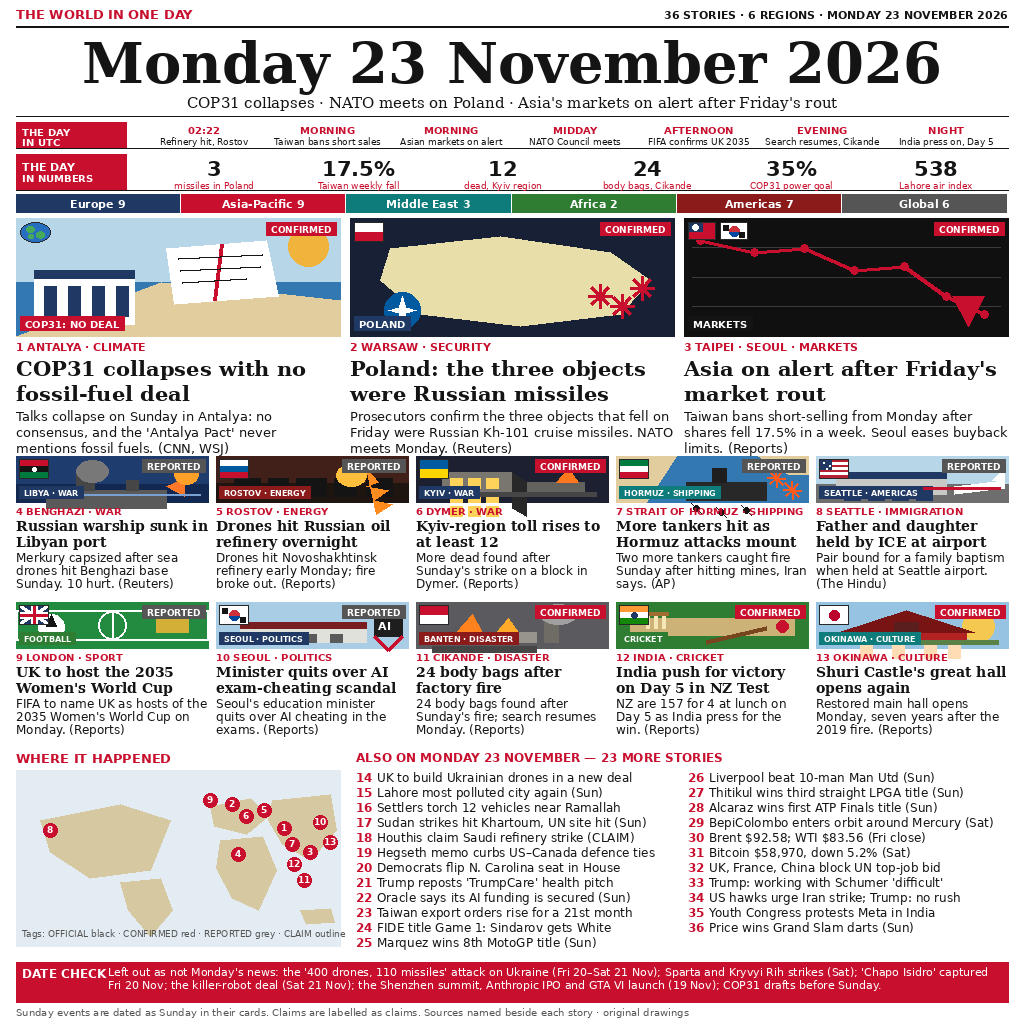 THE WORLD IN ONE DAY
36 STORIES · 6 REGIONS · MONDAY 23 NOVEMBER 2026
Monday 23 November 2026
COP31 collapses · NATO meets on Poland · Asia's markets on alert after Friday's rout
THE DAY
IN UTC
02:22
Refinery hit, Rostov
MORNING
Taiwan bans short sales
MORNING
Asian markets on alert
MIDDAY
NATO Council meets
AFTERNOON
FIFA confirms UK 2035
EVENING
Search resumes, Cikande
NIGHT
India press on, Day 5
THE DAY
IN NUMBERS
3
missiles in Poland
17.5%
Taiwan weekly fall
12
dead, Kyiv region
24
body bags, Cikande
35%
COP31 power goal
538
Lahore air index
Europe 9
Asia-Pacific 9
Middle East 3
Africa 2
Americas 7
Global 6
CONFIRMED
COP31: NO DEAL
1 ANTALYA · CLIMATE
COP31 collapses with no
fossil-fuel deal
Talks collapse on Sunday in Antalya: no
consensus, and the 'Antalya Pact' never
mentions fossil fuels. (CNN, WSJ)
CONFIRMED
POLAND
2 WARSAW · SECURITY
Poland: the three objects
were Russian missiles
Prosecutors confirm the three objects that fell on
Friday were Russian Kh-101 cruise missiles. NATO
meets Monday. (Reuters)
CONFIRMED
MARKETS
3 TAIPEI · SEOUL · MARKETS
Asia on alert after Friday's
market rout
Taiwan bans short-selling from Monday after
shares fell 17.5% in a week. Seoul eases buyback
limits. (Reports)
REPORTED
LIBYA · WAR
4 BENGHAZI · WAR
Russian warship sunk in
Libyan port
Merkury capsized after sea
drones hit Benghazi base
Sunday. 10 hurt. (Reuters)
REPORTED
ROSTOV · ENERGY
5 ROSTOV · ENERGY
Drones hit Russian oil
refinery overnight
Drones hit Novoshakhtinsk
refinery early Monday; fire
broke out. (Reports)
CONFIRMED
KYIV · WAR
6 DYMER · WAR
Kyiv-region toll rises to
at least 12
More dead found after
Sunday's strike on a block in
Dymer. (Reports)
REPORTED
HORMUZ · SHIPPING
7 STRAIT OF HORMUZ · SHIPPING
More tankers hit as
Hormuz attacks mount
Two more tankers caught fire
Sunday after hitting mines, Iran
says. (AP)
REPORTED
SEATTLE · AMERICAS
8 SEATTLE · IMMIGRATION
Father and daughter
held by ICE at airport
Pair bound for a family baptism
when held at Seattle airport.
(The Hindu)
REPORTED
FOOTBALL
9 LONDON · SPORT
UK to host the 2035
Women's World Cup
FIFA to name UK as hosts of the
2035 Women's World Cup on
Monday. (Reports)
REPORTED
AI
SEOUL · POLITICS
10 SEOUL · POLITICS
Minister quits over AI
exam-cheating scandal
Seoul's education minister
quits over AI cheating in the
exams. (Reports)
CONFIRMED
BANTEN · DISASTER
11 CIKANDE · DISASTER
24 body bags after
factory fire
24 body bags found after
Sunday's fire; search resumes
Monday. (Reports)
CONFIRMED
CRICKET
12 INDIA · CRICKET
India push for victory
on Day 5 in NZ Test
NZ are 157 for 4 at lunch on
Day 5 as India press for the
win. (Reports)
CONFIRMED
OKINAWA · CULTURE
13 OKINAWA · CULTURE
Shuri Castle's great hall
opens again
Restored main hall opens
Monday, seven years after the
2019 fire. (Reports)
WHERE IT HAPPENED
9
2
6
5
1
10
8
4
7
3
13
12
11
Tags: OFFICIAL black · CONFIRMED red · REPORTED grey · CLAIM outline
ALSO ON MONDAY 23 NOVEMBER — 23 MORE STORIES
14 UK to build Ukrainian drones in a new deal
15 Lahore most polluted city again (Sun)
16 Settlers torch 12 vehicles near Ramallah
17 Sudan strikes hit Khartoum, UN site hit (Sun)
18 Houthis claim Saudi refinery strike (CLAIM)
19 Hegseth memo curbs US–Canada defence ties
20 Democrats flip N. Carolina seat in House
21 Trump reposts 'TrumpCare' health pitch
22 Oracle says its AI funding is secured (Sun)
23 Taiwan export orders rise for a 21st month
24 FIDE title Game 1: Sindarov gets White
25 Marquez wins 8th MotoGP title (Sun)
26 Liverpool beat 10-man Man Utd (Sun)
27 Thitikul wins third straight LPGA title (Sun)
28 Alcaraz wins first ATP Finals title (Sun)
29 BepiColombo enters orbit around Mercury (Sat)
30 Brent $92.58; WTI $83.56 (Fri close)
31 Bitcoin $58,970, down 5.2% (Sat)
32 UK, France, China block UN top-job bid
33 Trump: working with Schumer 'difficult'
34 US hawks urge Iran strike; Trump: no rush
35 Youth Congress protests Meta in India
36 Price wins Grand Slam darts (Sun)
DATE CHECK Left out as not Monday's news: the '400 drones, 110 missiles' attack on Ukraine (Fri 20–Sat 21 Nov); Sparta and Kryvyi Rih strikes (Sat); 'Chapo Isidro' captured
Fri 20 Nov; the killer-robot deal (Sat 21 Nov); the Shenzhen summit, Anthropic IPO and GTA VI launch (19 Nov); COP31 drafts before Sunday.
Sunday events are dated as Sunday in their cards. Claims are labelled as claims. Sources named beside each story · original drawings